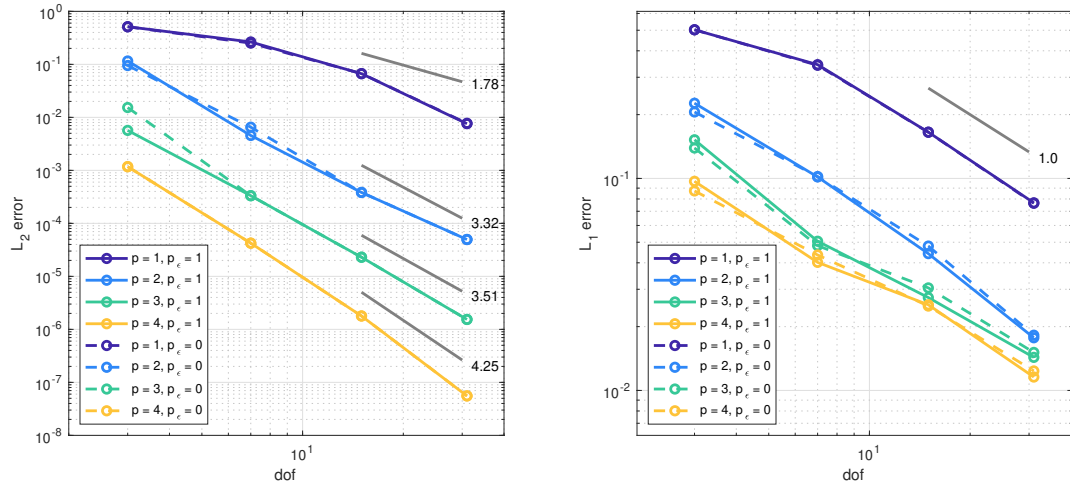 10^0
10^-1
10^-2
10^-3
10^-4
10^-5
10^-6
10^-7
10^-8
L_2 error
1.78
3.32
3.51
4.25
p = 1, p_ϵ = 1
p = 2, p_ϵ = 1
p = 3, p_ϵ = 1
p = 4, p_ϵ = 1
p = 1, p_ϵ = 0
p = 2, p_ϵ = 0
p = 3, p_ϵ = 0
p = 4, p_ϵ = 0
10^1
dof
10^-1
10^-2
L_1 error
1.0
p = 1, p_ϵ = 1
p = 2, p_ϵ = 1
p = 3, p_ϵ = 1
p = 4, p_ϵ = 1
p = 1, p_ϵ = 0
p = 2, p_ϵ = 0
p = 3, p_ϵ = 0
p = 4, p_ϵ = 0
10^1
dof